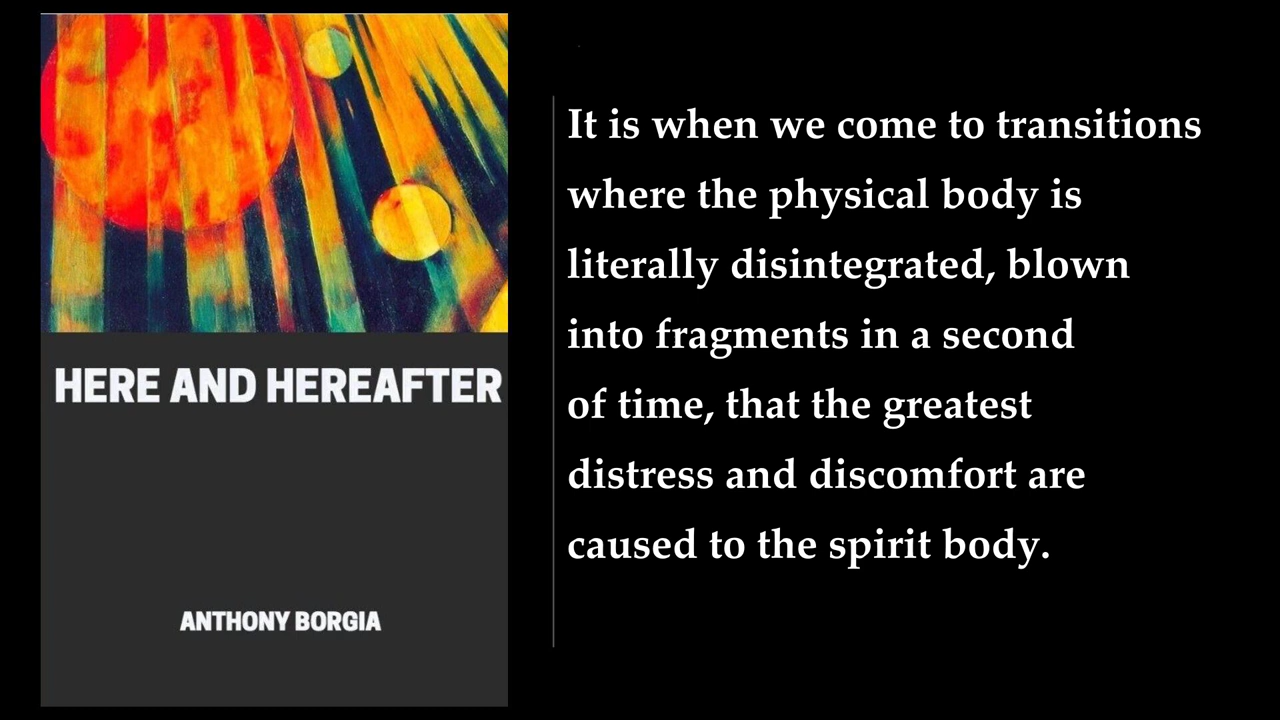 HERE AND HEREAFTER
ANTHONY BORGIA
It is when we come to transitions
where the physical body is
literally disintegrated, blown
into fragments in a second
of time, that the greatest
distress and discomfort are
caused to the spirit body.